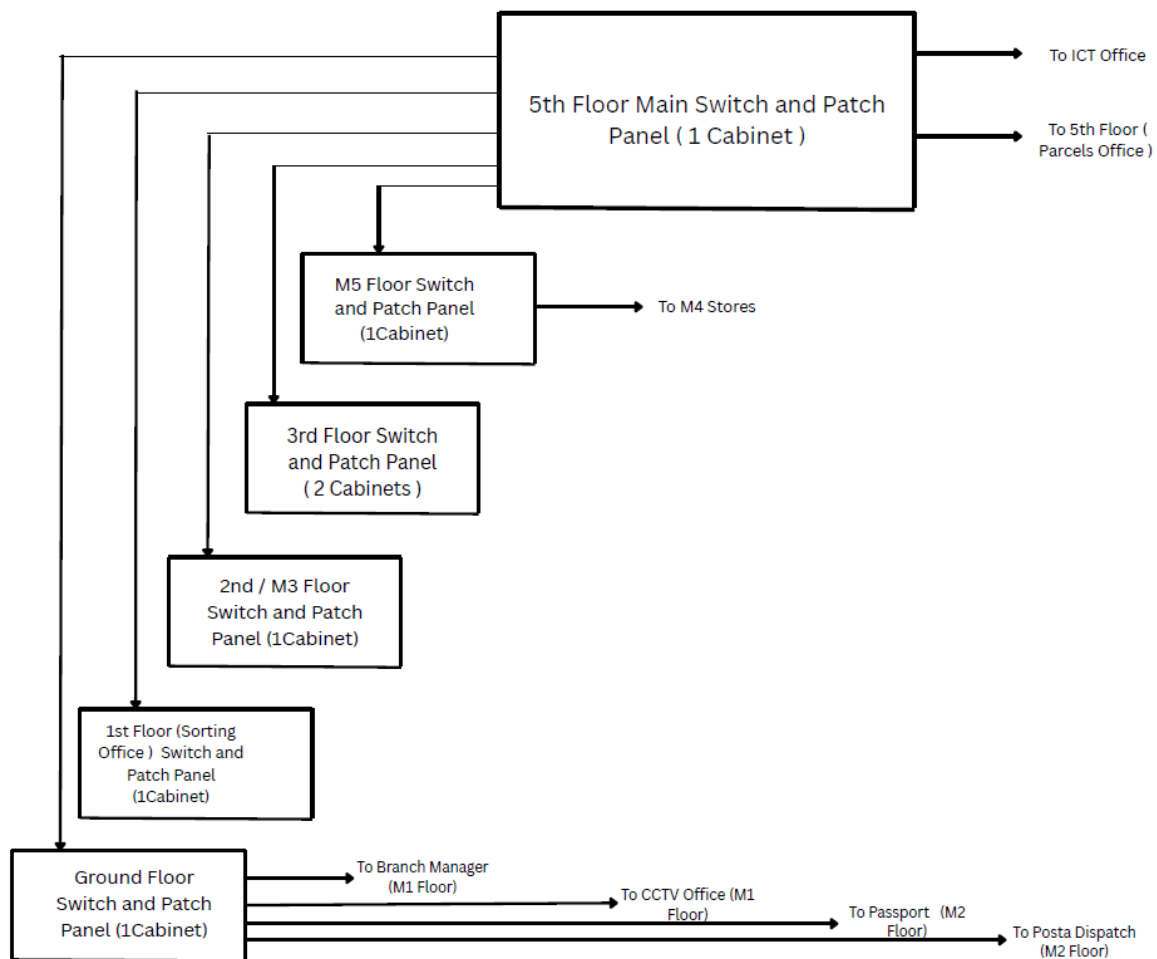 5th Floor Main Switch and Patch
Panel ( 1 Cabinet )
To ICT Office
To 5th Floor (
Parcels Office )
M5 Floor Switch
and Patch Panel
(1Cabinet)
To M4 Stores
3rd Floor Switch
and Patch Panel
( 2 Cabinets )
2nd / M3 Floor
Switch and Patch
Panel (1Cabinet)
1st Floor (Sorting
Office ) Switch and
Patch Panel
(1Cabinet)
Ground Floor
Switch and Patch
Panel (1Cabinet)
To Branch Manager
(M1 Floor)
To CCTV Office (M1
Floor)
To Passport (M2
Floor)
To Posta Dispatch
(M2 Floor)